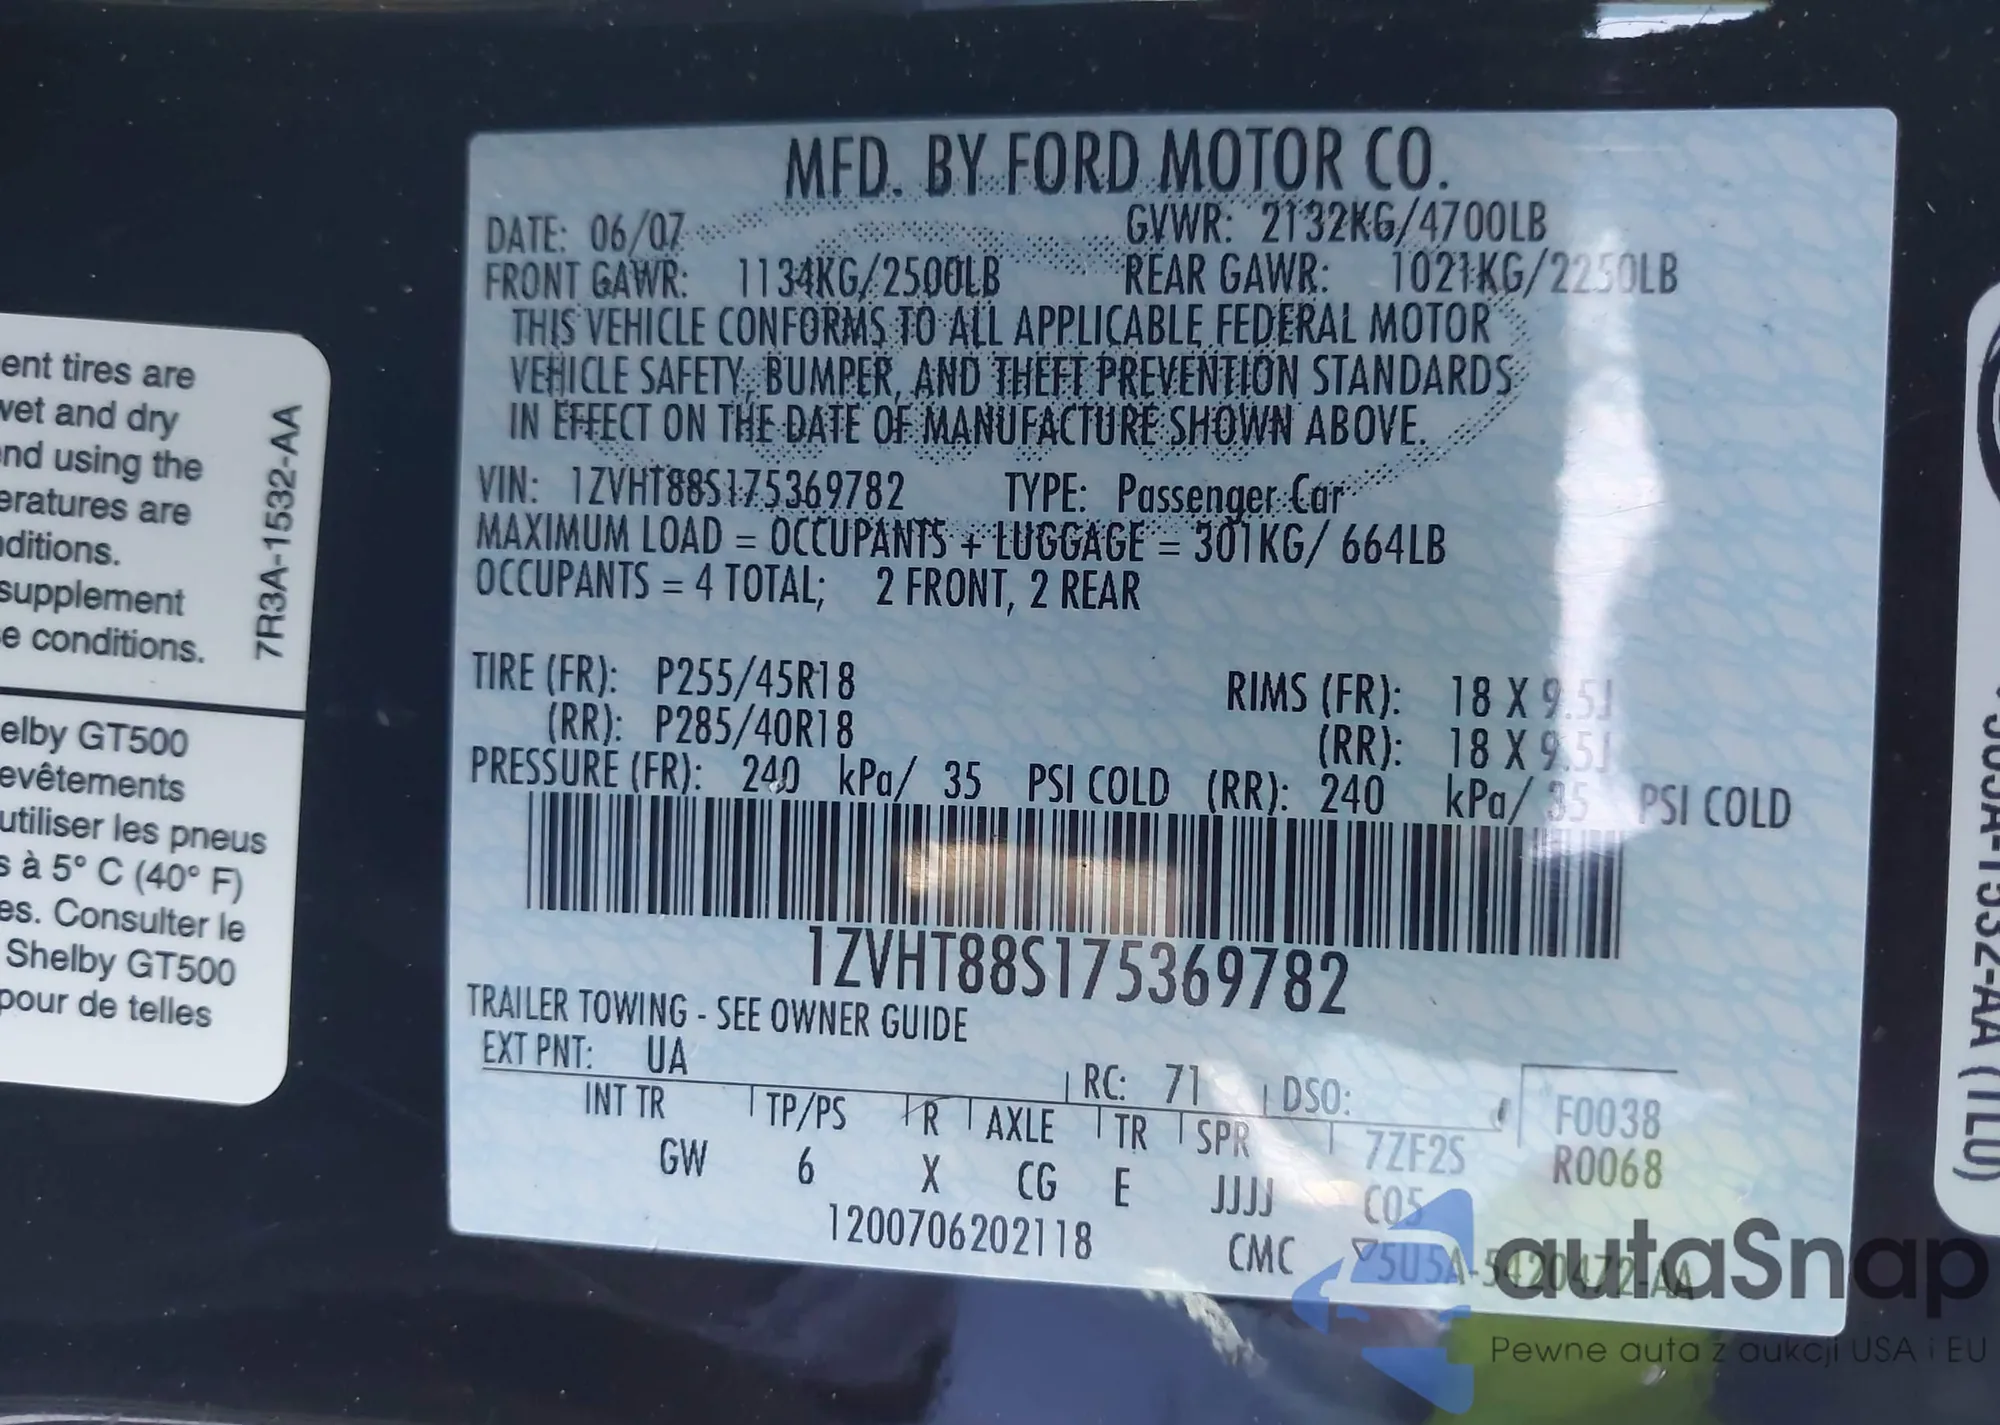 MFD. BY FORD MOTOR CO.
DATE: 06/07 GVWR: 2132KG/4700LB
FRONT GAWR: 1134KG/2500LB REAR GAWR: 1021KG/2250LB
THIS VEHICLE CONFORMS TO ALL APPLICABLE FEDERAL MOTOR
VEHICLE SAFETY, BUMPER, AND THEFT PREVENTION STANDARDS
IN EFFECT ON THE DATE OF MANUFACTURE SHOWN ABOVE.
VIN: 1ZVHT88S175369782 TYPE: Passenger Car
MAXIMUM LOAD = OCCUPANTS + LUGGAGE = 301KG/ 664LB
OCCUPANTS = 4 TOTAL; 2 FRONT, 2 REAR
TIRE (FR): P255/45R18 RIMS (FR): 18 X 9.5J
(RR): P285/40R18 (RR): 18 X 9.5J
PRESSURE (FR): 240 kPa/ 35 PSI COLD (RR): 240 kPa/ 35 PSI COLD
1ZVHT88S175369782
TRAILER TOWING - SEE OWNER GUIDE
EXT PNT: UA RC: 71 DSO:
INT TR TP/PS R AXLE TR SPR 7ZF2S F0038
GW 6 X CG E JJJJ C05 R0068
1200706202118 CMC ▽5U5A-5420472-AA
ent tires are
wet and dry
nd using the
eratures are
ditions.
supplement
e conditions.
7R3A-1532-AA
elby GT500
evêtements
utiliser les pneus
s à 5° C (40° F)
es. Consulter le
Shelby GT500
pour de telles
-1532-AA (TLO)
autaSnap
Pewne auta z aukcji USA i EU